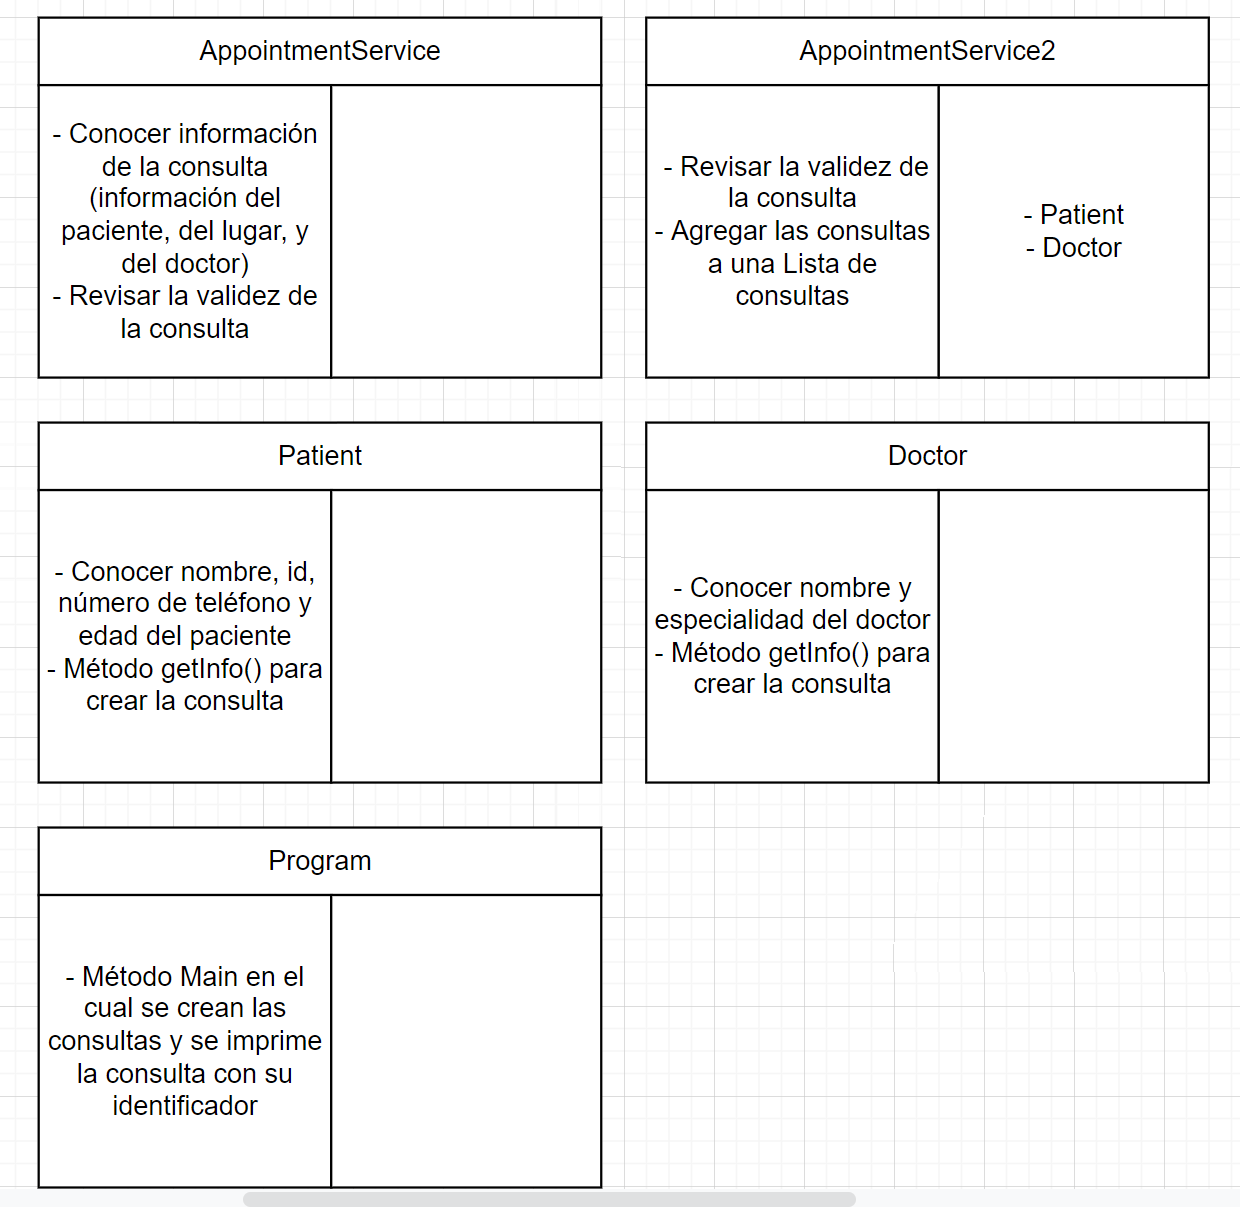 AppointmentService
- Conocer información
de la consulta
(información del
paciente, del lugar, y
del doctor)
- Revisar la validez de
la consulta
AppointmentService2
- Revisar la validez de
la consulta
- Agregar las consultas
a una Lista de
consultas
- Patient
- Doctor
Patient
- Conocer nombre, id,
número de teléfono y
edad del paciente
- Método getInfo() para
crear la consulta
Doctor
- Conocer nombre y
especialidad del doctor
- Método getInfo() para
crear la consulta
Program
- Método Main en el
cual se crean las
consultas y se imprime
la consulta con su
identificador